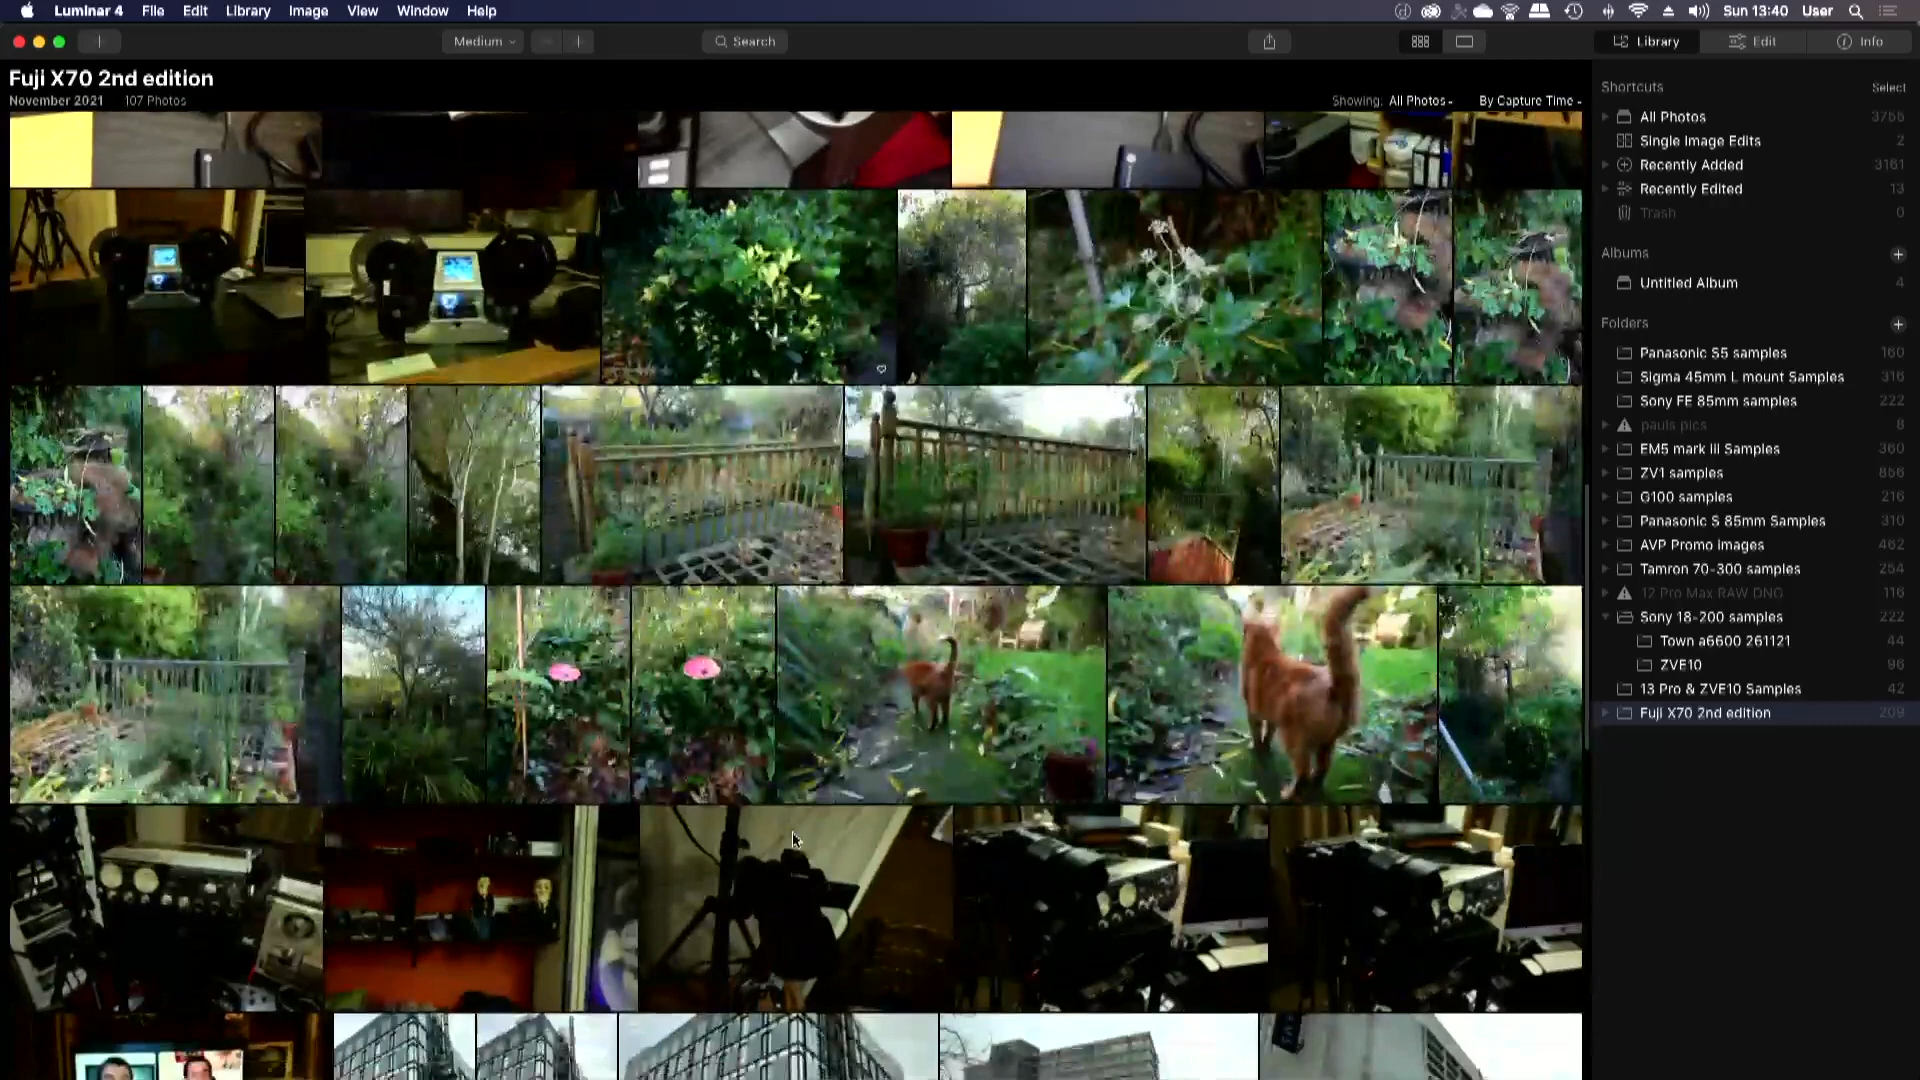 Luminar 4 File Edit Library Image View Window Help Sun 13:40 User
Medium Search Library Edit Info
Fuji X70 2nd edition
November 2021 107 Photos Showing: All Photos By Capture Time
Shortcuts Select
All Photos 3755
Single Image Edits 2
Recently Added 3161
Recently Edited 13
Trash 0
Albums
Untitled Album 4
Folders
Panasonic S5 samples 160
Sigma 45mm L mount Samples 316
Sony FE 85mm samples 222
pauls pics 8
EM5 mark III Samples 360
ZV1 samples 856
G100 samples 216
Panasonic S 85mm Samples 310
AVP Promo images 462
Tamron 70-300 samples 254
12 Pro Max RAW DNG 116
Sony 18-200 samples 222
Town a6600 261121 44
ZVE10 96
13 Pro & ZVE10 Samples 42
Fuji X70 2nd edition 209